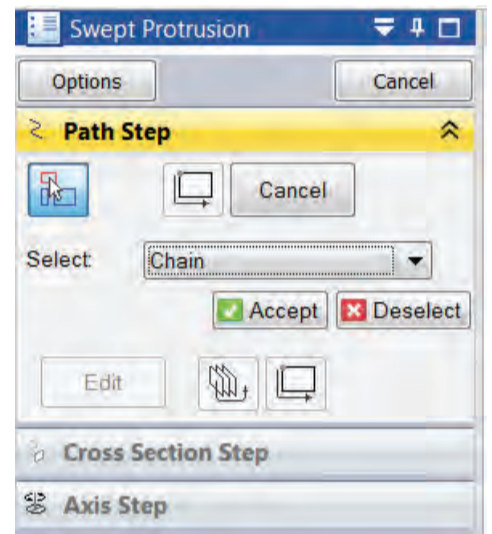 Swept Protrusion
Options Cancel
Path Step
Cancel
Select: Chain
Accept Deselect
Edit
Cross Section Step
Axis Step